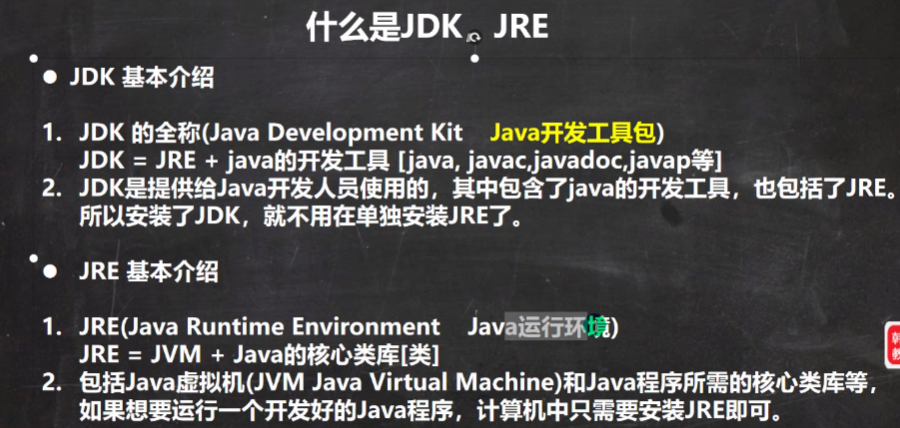 什么是JDK、JRE
● JDK 基本介绍
1. JDK 的全称(Java Development Kit Java开发工具包)
JDK = JRE + java的开发工具 [java, javac,javadoc,javap等]
2. JDK是提供给Java开发人员使用的，其中包含了java的开发工具，也包括了JRE。
所以安装了JDK，就不用在单独安装JRE了。
● JRE 基本介绍
1. JRE(Java Runtime Environment Java运行环境)
JRE = JVM + Java的核心类库[类]
2. 包括Java虚拟机(JVM Java Virtual Machine)和Java程序所需的核心类库等，
如果想要运行一个开发好的Java程序，计算机中只需要安装JRE即可。